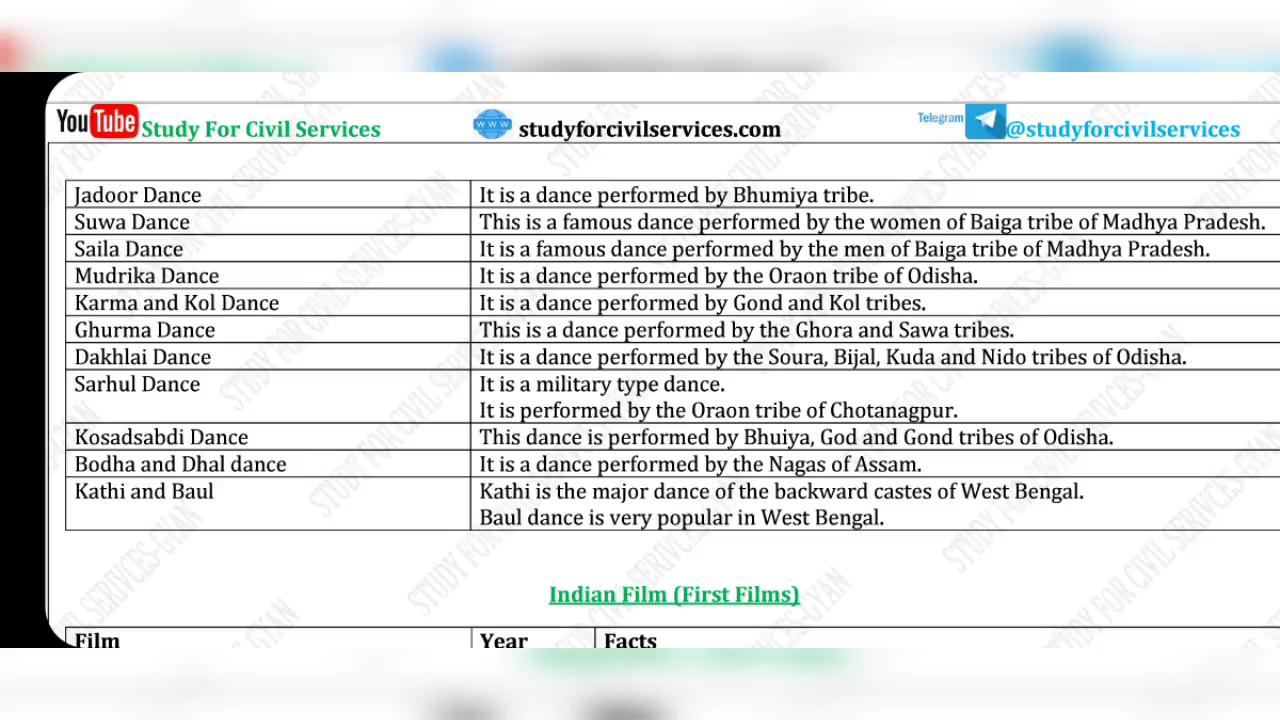 YouTube Study For Civil Services www studyforcivilservices.com Telegram @studyforcivilservices
Jadoor Dance It is a dance performed by Bhumiya tribe.
Suwa Dance This is a famous dance performed by the women of Baiga tribe of Madhya Pradesh.
Saila Dance It is a famous dance performed by the men of Baiga tribe of Madhya Pradesh.
Mudrika Dance It is a dance performed by the Oraon tribe of Odisha.
Karma and Kol Dance It is a dance performed by Gond and Kol tribes.
Ghurma Dance This is a dance performed by the Ghora and Sawa tribes.
Dakhlai Dance It is a dance performed by the Soura, Bijal, Kuda and Nido tribes of Odisha.
Sarhul Dance It is a military type dance.
It is performed by the Oraon tribe of Chotanagpur.
Kosadsabdi Dance This dance is performed by Bhuiya, God and Gond tribes of Odisha.
Bodha and Dhal dance It is a dance performed by the Nagas of Assam.
Kathi and Baul Kathi is the major dance of the backward castes of West Bengal.
Baul dance is very popular in West Bengal.
Indian Film (First Films)
Film Year Facts